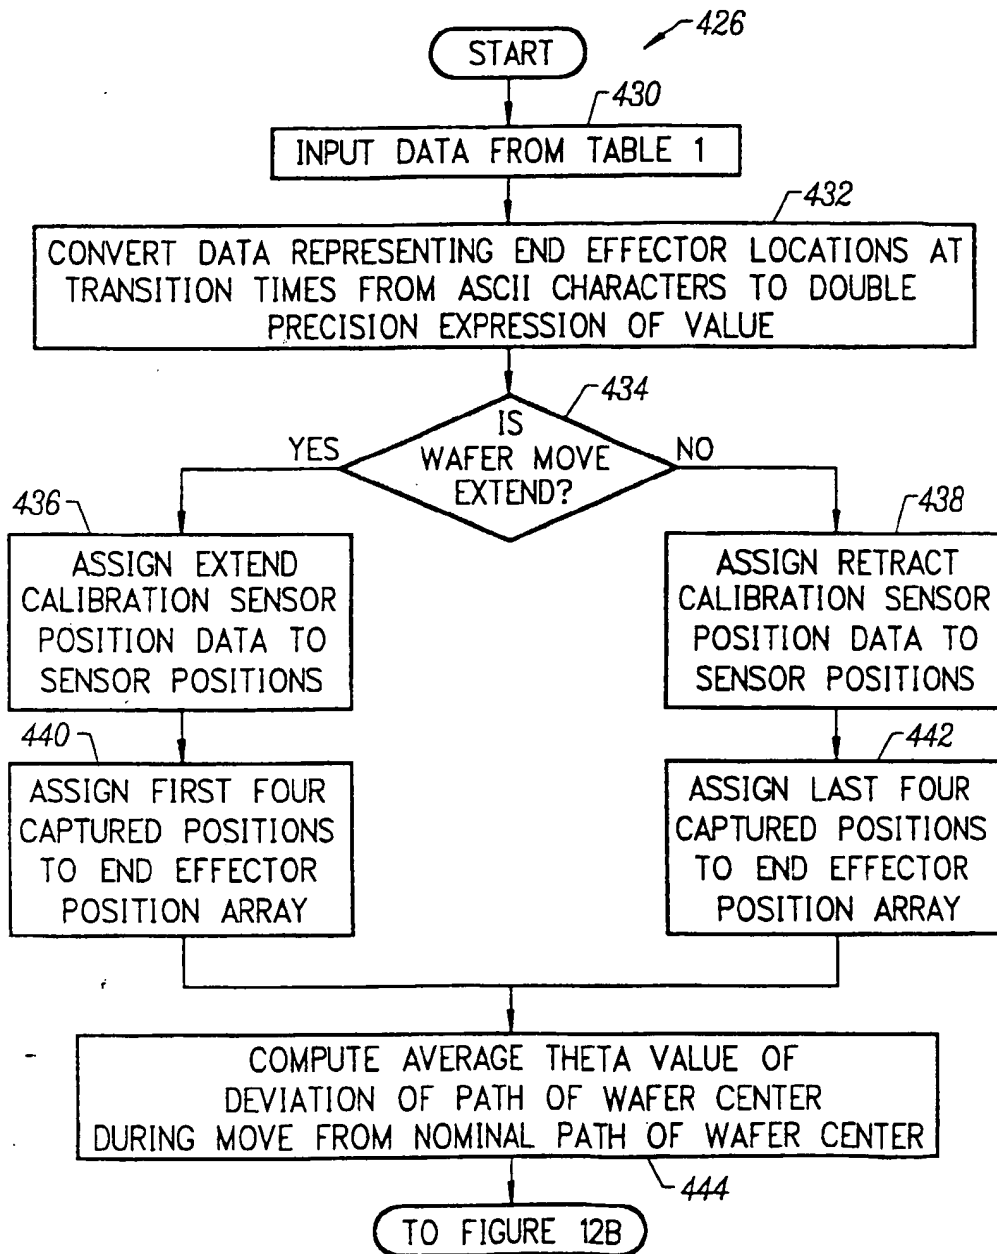 426
START
430
INPUT DATA FROM TABLE 1
432
CONVERT DATA REPRESENTING END EFFECTOR LOCATIONS AT
TRANSITION TIMES FROM ASCII CHARACTERS TO DOUBLE
PRECISION EXPRESSION OF VALUE
434
IS
WAFER MOVE
EXTEND?
YES
NO
436
ASSIGN EXTEND
CALIBRATION SENSOR
POSITION DATA TO
SENSOR POSITIONS
438
ASSIGN RETRACT
CALIBRATION SENSOR
POSITION DATA TO
SENSOR POSITIONS
440
ASSIGN FIRST FOUR
CAPTURED POSITIONS
TO END EFFECTOR
POSITION ARRAY
442
ASSIGN LAST FOUR
CAPTURED POSITIONS
TO END EFFECTOR
POSITION ARRAY
COMPUTE AVERAGE THETA VALUE OF
DEVIATION OF PATH OF WAFER CENTER
DURING MOVE FROM NOMINAL PATH OF WAFER CENTER
444
TO FIGURE 12B